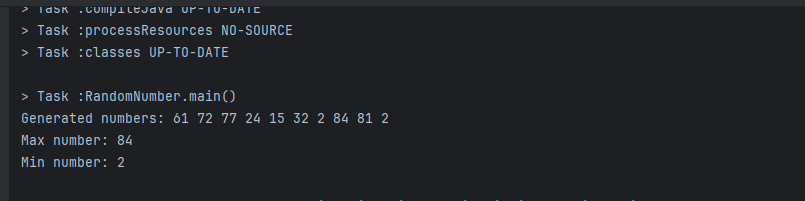 > Task :compileJava UP-TO-DATE
> Task :processResources NO-SOURCE
> Task :classes UP-TO-DATE
> Task :RandomNumber.main()
Generated numbers: 61 72 77 24 15 32 2 84 81 2
Max number: 84
Min number: 2